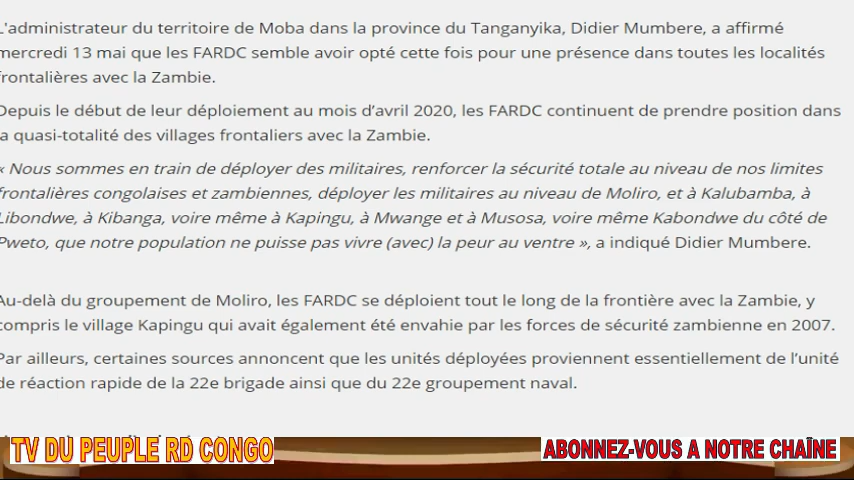 L'administrateur du territoire de Moba dans la province du Tanganyika, Didier Mumbere, a affirmé
mercredi 13 mai que les FARDC semble avoir opté cette fois pour une présence dans toutes les localités
frontalières avec la Zambie.
Depuis le début de leur déploiement au mois d'avril 2020, les FARDC continuent de prendre position dans
la quasi-totalité des villages frontaliers avec la Zambie.
« Nous sommes en train de déployer des militaires, renforcer la sécurité totale au niveau de nos limites
frontalières congolaises et zambiennes, déployer les militaires au niveau de Moliro, et à Kalubamba, à
Libondwe, à Kibanga, voire même à Kapingu, à Mwange et à Musosa, voire même Kabondwe du côté de
Pweto, que notre population ne puisse pas vivre (avec) la peur au ventre », a indiqué Didier Mumbere.
Au-delà du groupement de Moliro, les FARDC se déploient tout le long de la frontière avec la Zambie, y
compris le village Kapingu qui avait également été envahie par les forces de sécurité zambienne en 2007.
Par ailleurs, certaines sources annoncent que les unités déployées proviennent essentiellement de l'unité
de réaction rapide de la 22e brigade ainsi que du 22e groupement naval.
TV DU PEUPLE RD CONGO
ABONNEZ-VOUS A NOTRE CHAÎNE